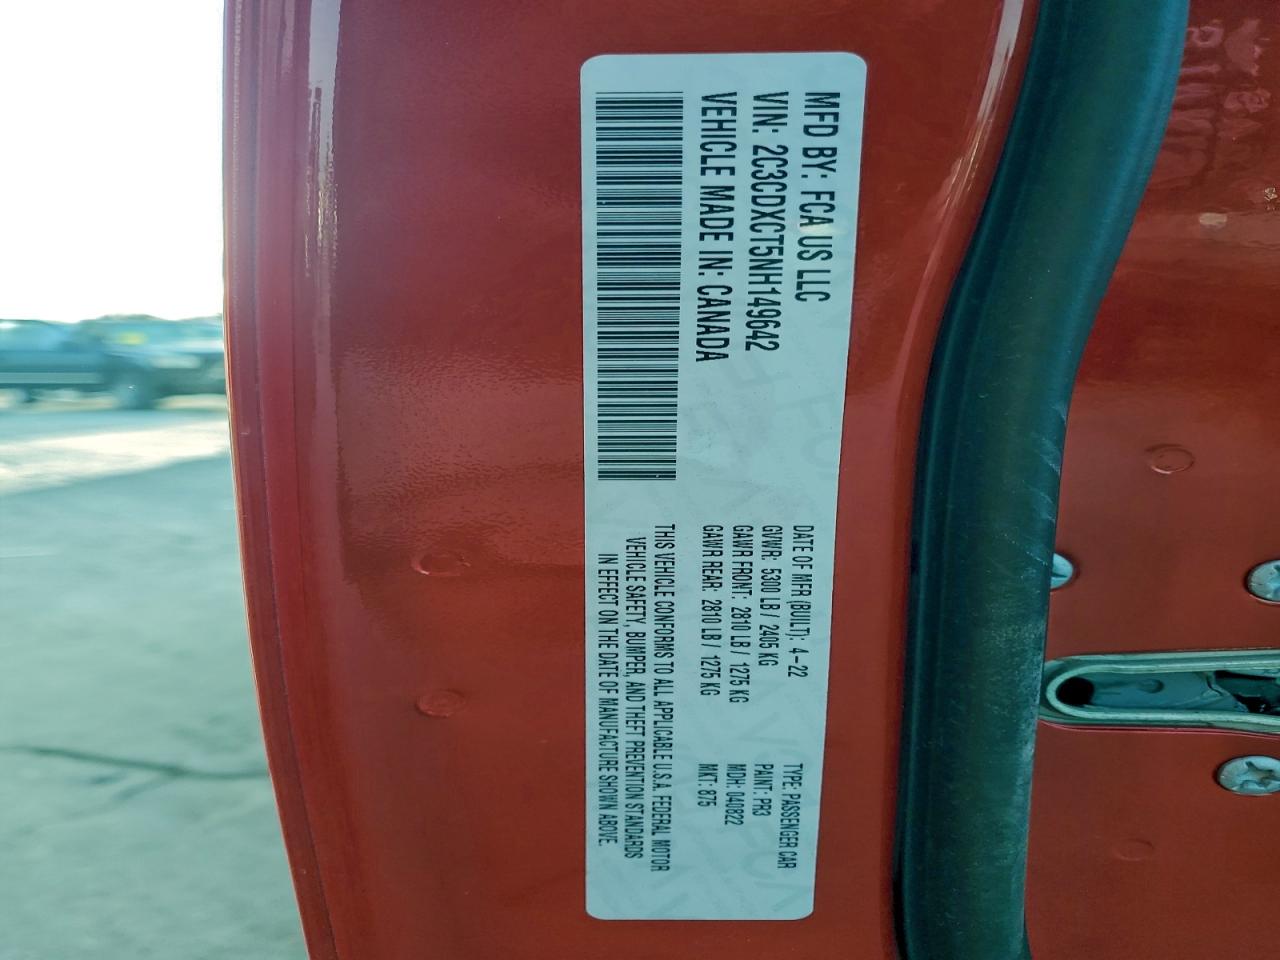 MFD BY: FCA US LLC
VIN: 2C3CDXCT5NH149642
VEHICLE MADE IN: CANADA
DATE OF MFR (BUILT): 4-22
GVWR: 5300 LB / 2405 KG
GAWR FRONT: 2810 LB / 1275 KG
GAWR REAR: 2810 LB / 1275 KG
TYPE: PASSENGER CAR
PAINT: PR3
MDH: 040822
MKT: 875
THIS VEHICLE CONFORMS TO ALL APPLICABLE U.S.A. FEDERAL MOTOR
VEHICLE SAFETY, BUMPER, AND THEFT PREVENTION STANDARDS
IN EFFECT ON THE DATE OF MANUFACTURE SHOWN ABOVE.